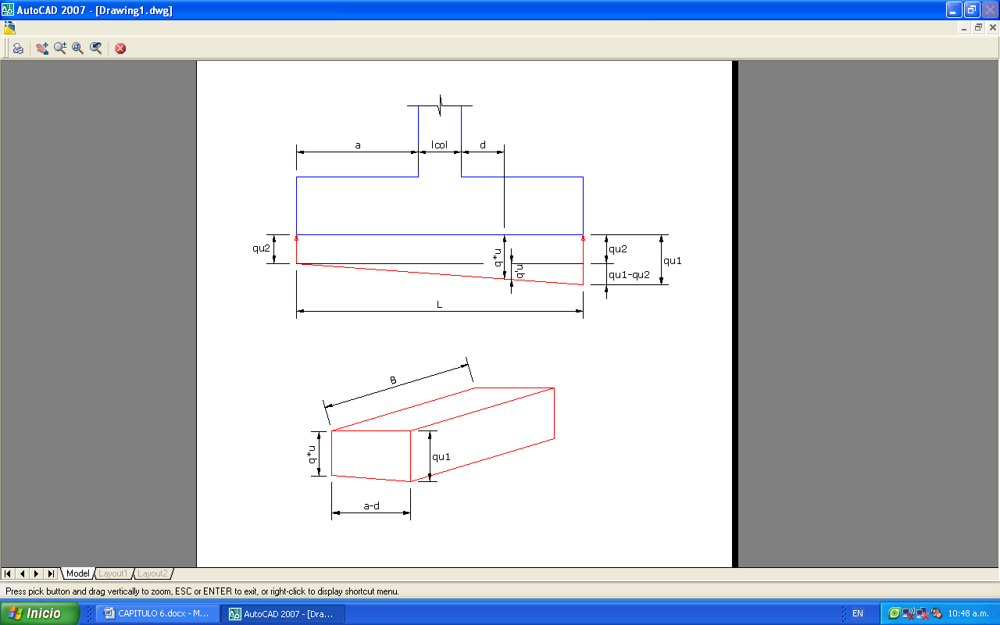 AutoCAD 2007 - [Drawing1.dwg]
a lcol d
qu2
q*u
q'u
qu2
qu1-qu2
qu1
L
B
q*u
qu1
a-d
Model Layout1 Layout2
Press pick button and drag vertically to zoom, ESC or ENTER to exit, or right-click to display shortcut menu.
Inicio CAPITULO 6.docx - M... AutoCAD 2007 - [Dra... EN 10:48 a.m.